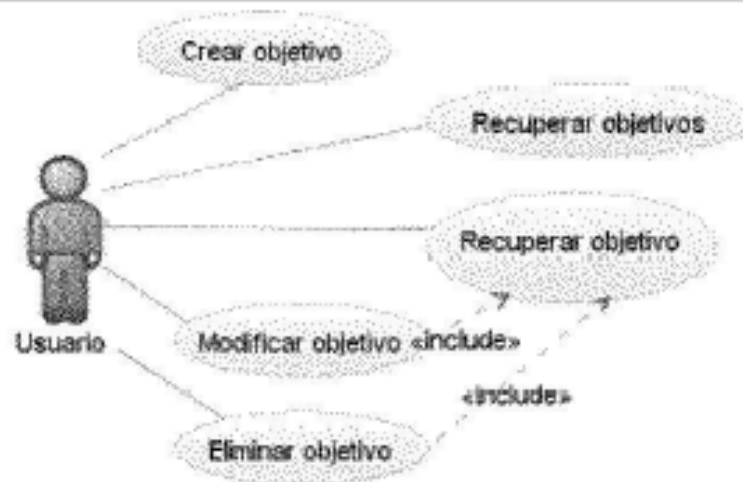 Crear objetivo
Recuperar objetivos
Recuperar objetivo
Usuario
Modificar objetivo
«include»
«include»
Eliminar objetivo